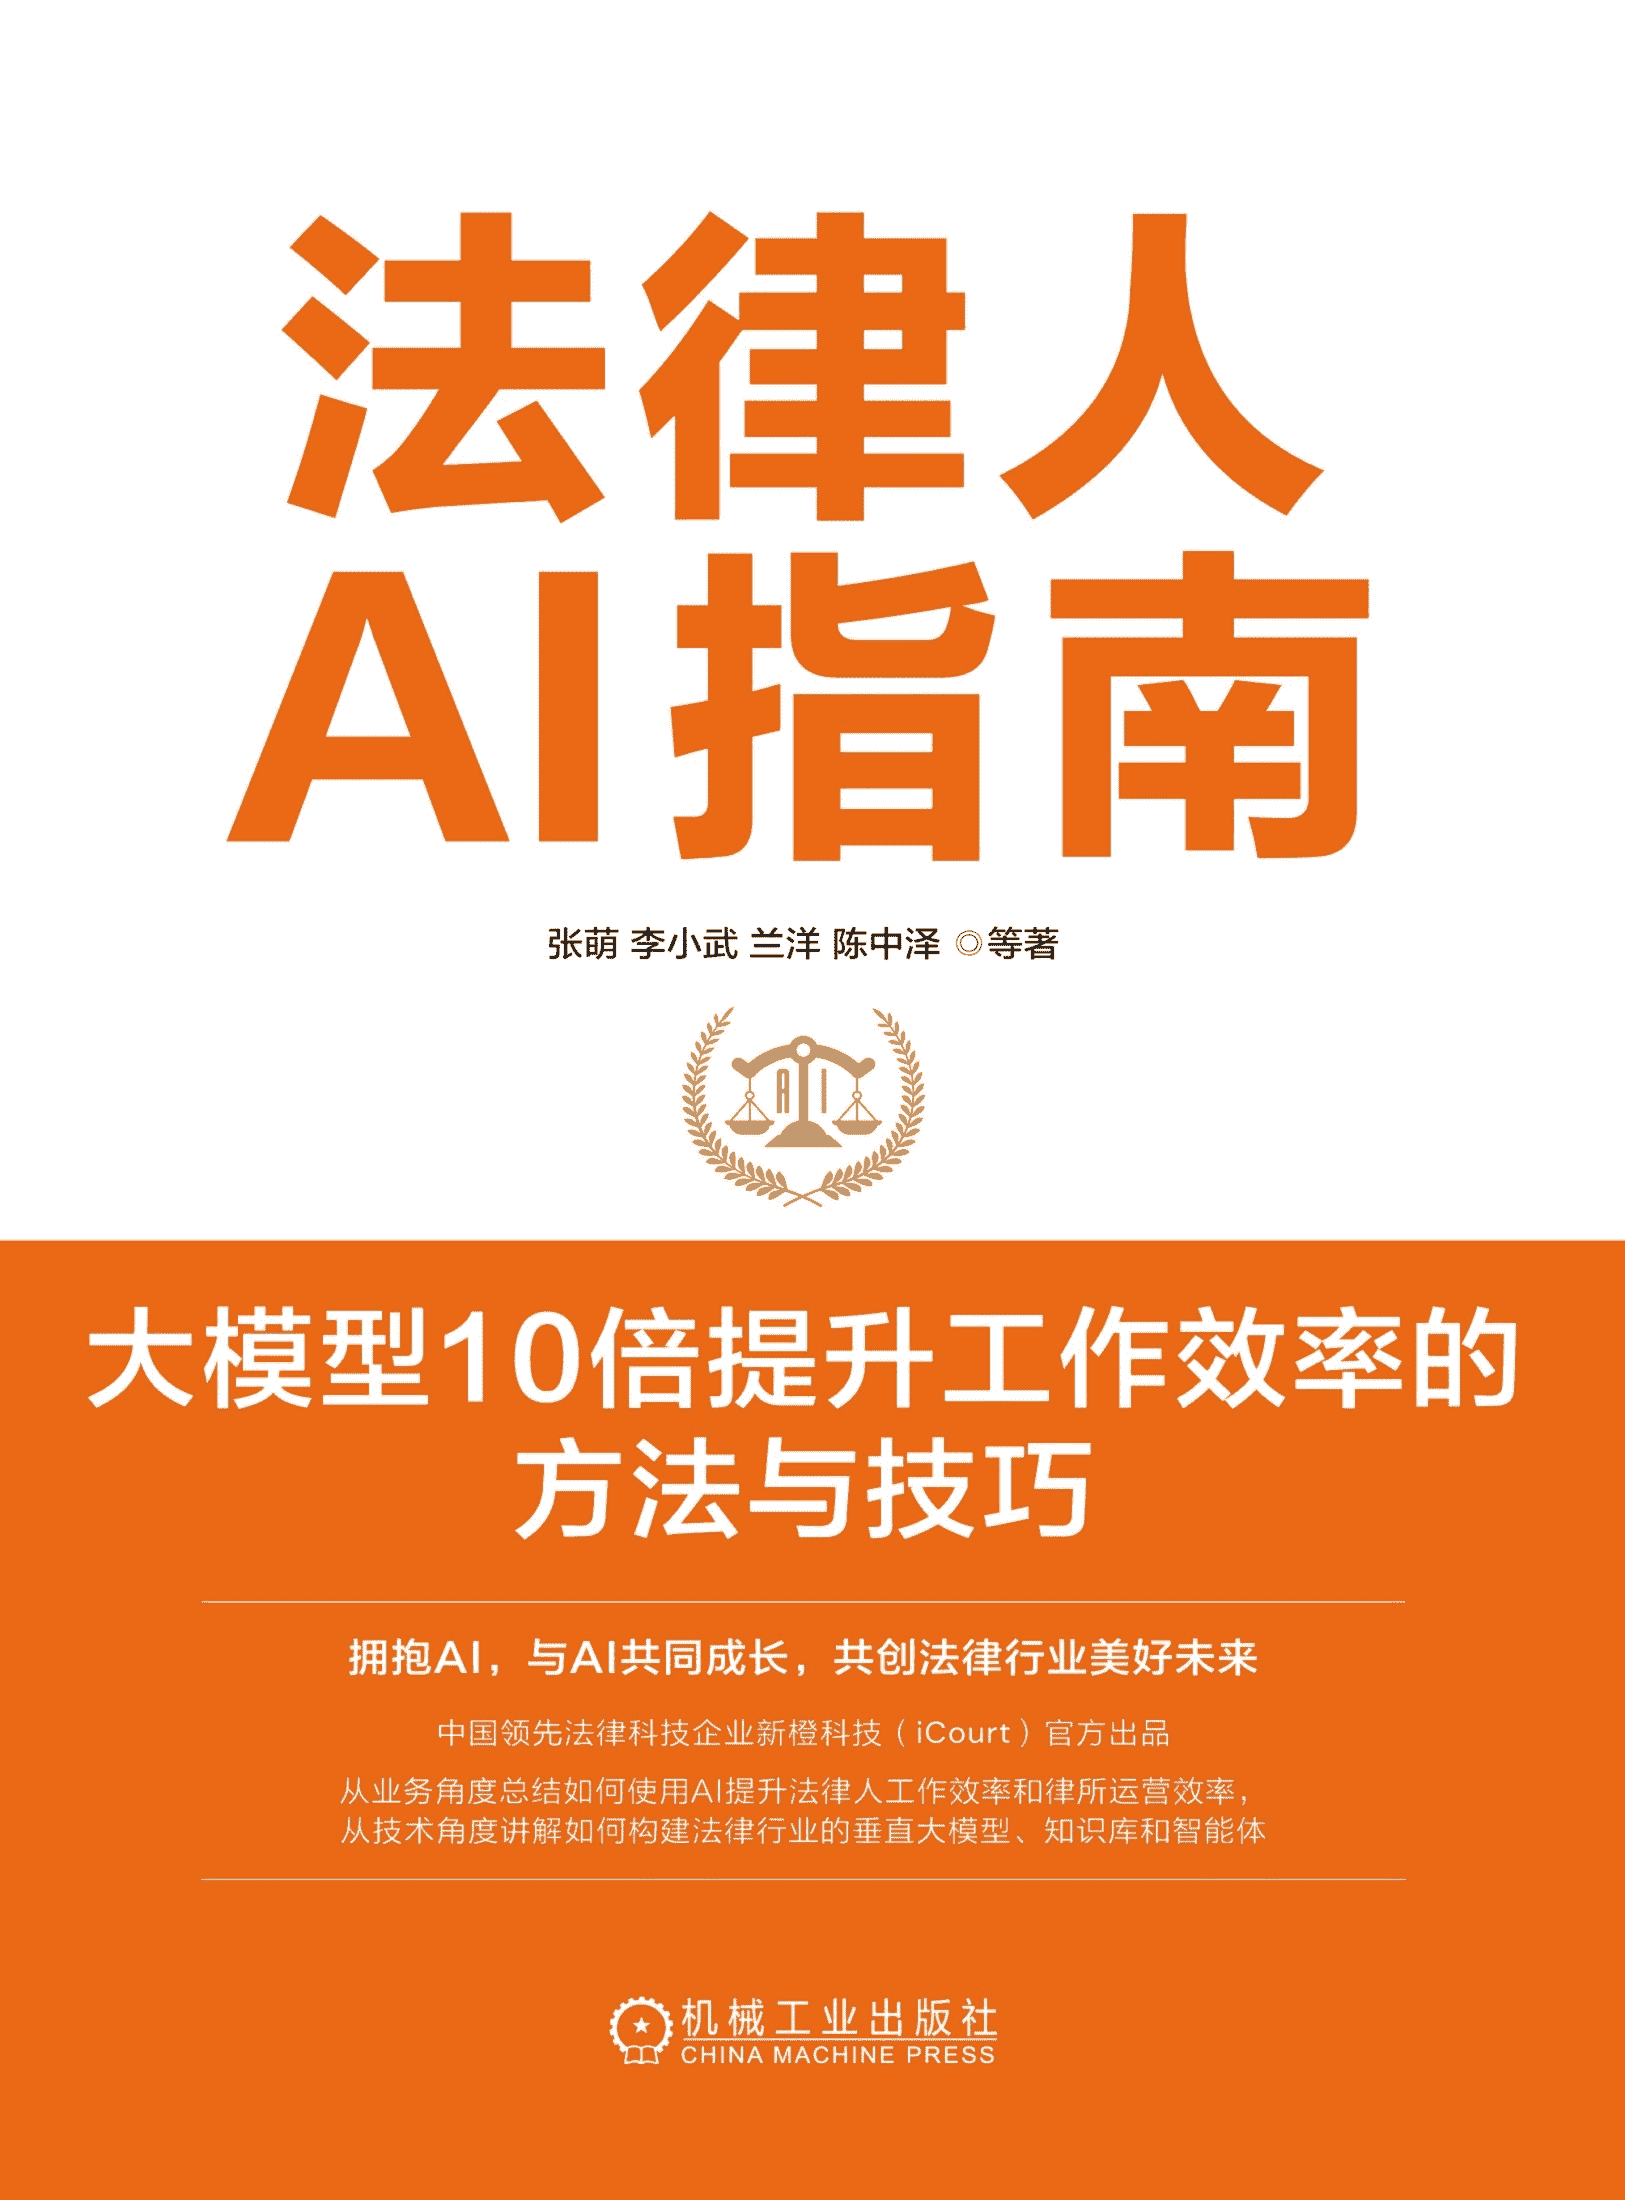 法律人
AI指南
张萌 李小武 兰洋 陈中泽 ◎等著
AI
大模型10倍提升工作效率的
方法与技巧
拥抱AI，与AI共同成长，共创法律行业美好未来
中国领先法律科技企业新橙科技（iCourt）官方出品
从业务角度总结如何使用AI提升法律人工作效率和律所运营效率，
从技术角度讲解如何构建法律行业的垂直大模型、知识库和智能体
机械工业出版社
CHINA MACHINE PRESS